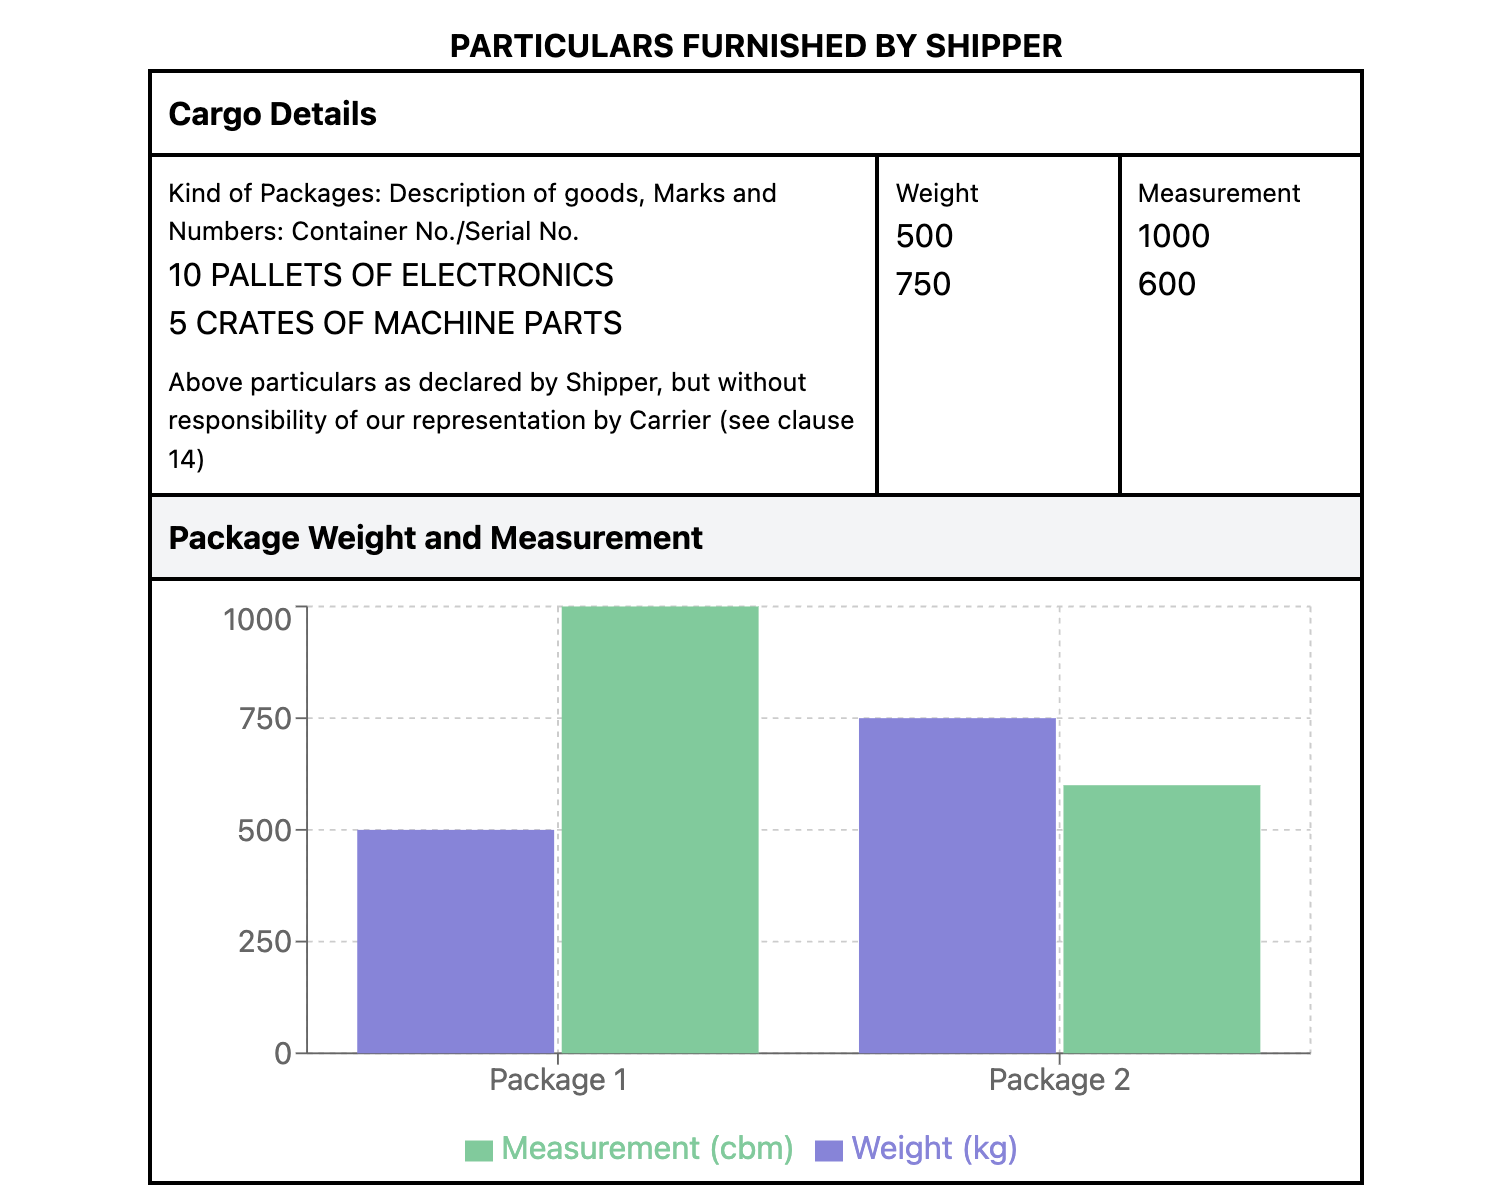 PARTICULARS FURNISHED BY SHIPPER
Cargo Details
Kind of Packages: Description of goods, Marks and
Numbers: Container No./Serial No.
10 PALLETS OF ELECTRONICS
5 CRATES OF MACHINE PARTS
Above particulars as declared by Shipper, but without
responsibility of our representation by Carrier (see clause
14)
Weight
500
750
Measurement
1000
600
Package Weight and Measurement
1000
750
500
250
0
Package 1
Package 2
Measurement (cbm)
Weight (kg)